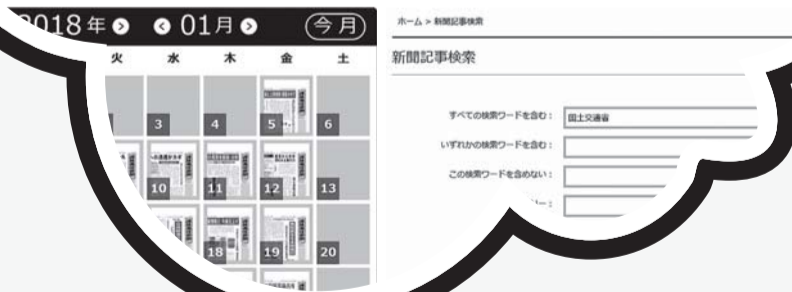 2018年 01月 今月
火 水 木 金 土
3 4 5 6
10 11 12 13
18 19 20
ホーム > 新聞記事検索
新聞記事検索
すべての検索ワードを含む： 国土交通省
いずれかの検索ワードを含む：
この検索ワードを含めない：